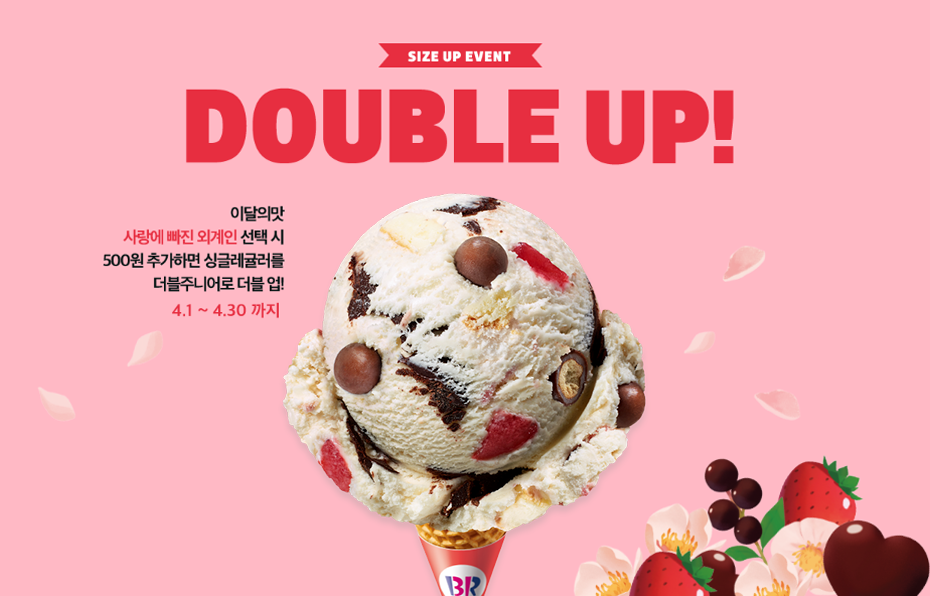 SIZE UP EVENT
DOUBLE UP!
이달의맛
사랑에 빠진 외계인 선택 시
500원 추가하면 싱글레귤러를
더블주니어로 더블 업!
4.1 ~ 4.30 까지
BR